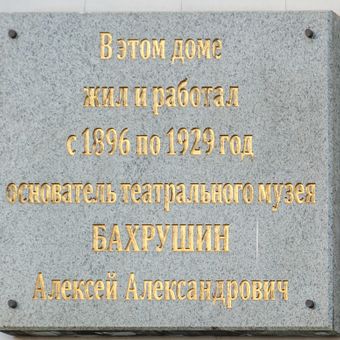 В этом доме
жил и работал
с 1896 по 1929 год
основатель театрального музея
БАХРУШИН
Алексей Александрович